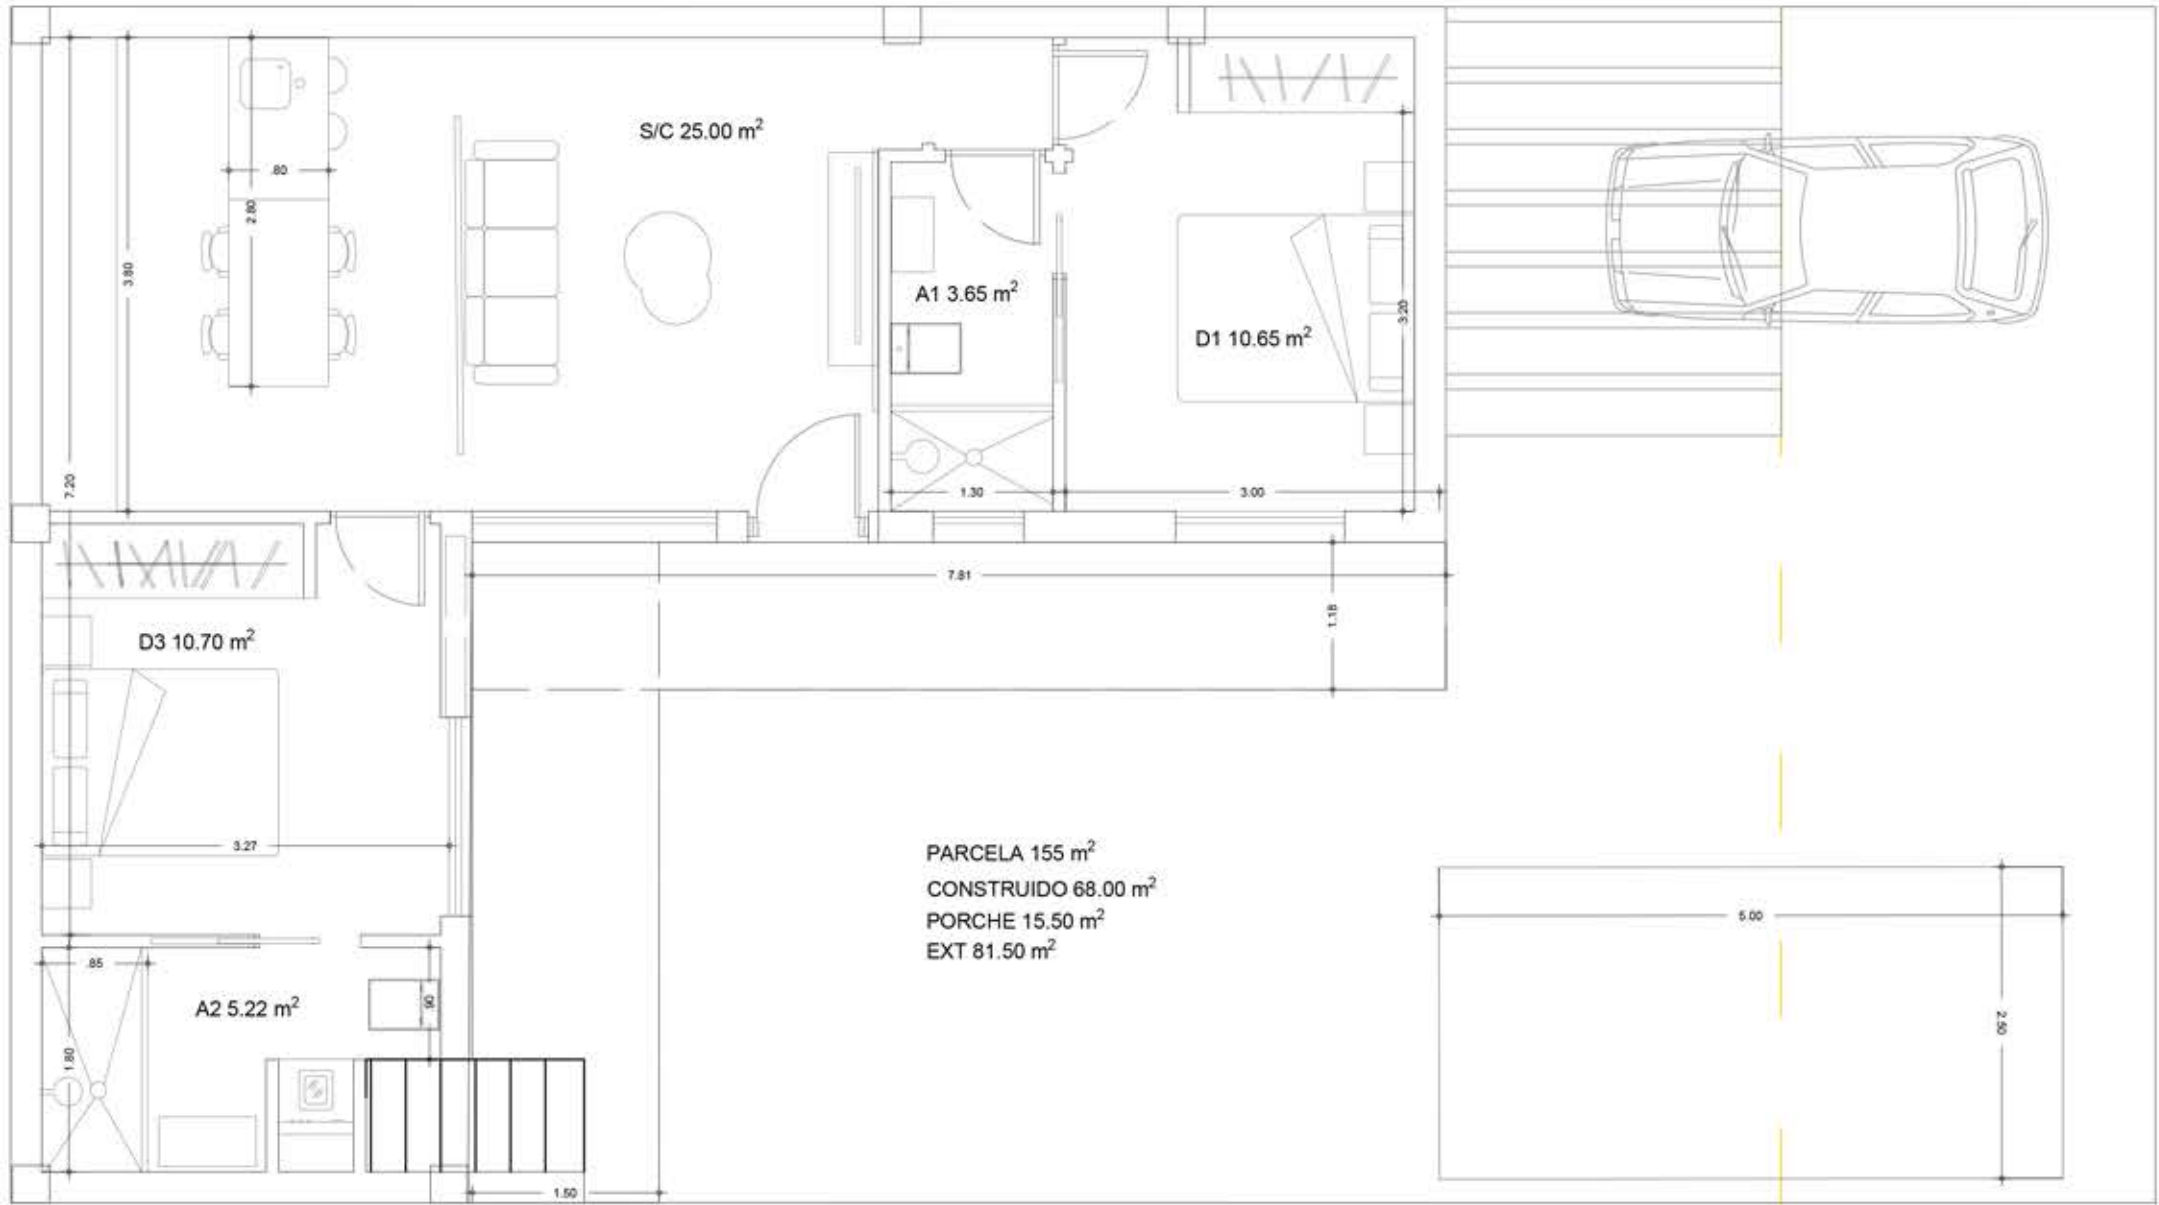 S/C 25.00 m²
.80
2.80
3.80
7.20
A1 3.65 m²
D1 10.65 m²
3.20
1.30
3.00
7.81
1.18
D3 10.70 m²
3.27
PARCELA 155 m²
CONSTRUIDO 68.00 m²
PORCHE 15.50 m²
EXT 81.50 m²
5.00
2.50
.85
A2 5.22 m²
.90
1.80
1.50